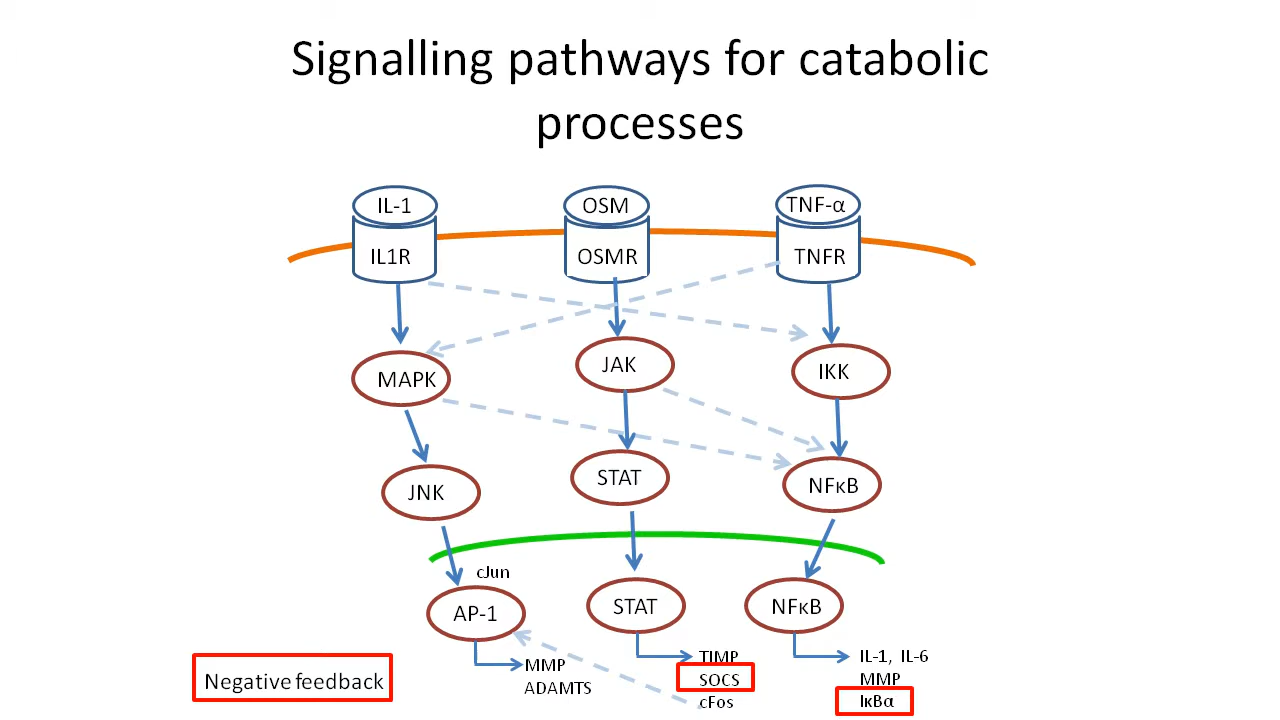 Signalling pathways for catabolic
processes
IL-1
OSM
TNF-α
IL1R
OSMR
TNFR
MAPK
JAK
IKK
JNK
STAT
NFκB
cJun
AP-1
STAT
NFκB
MMP
ADAMTS
TIMP
SOCS
cFos
IL-1, IL-6
MMP
IκBα
Negative feedback